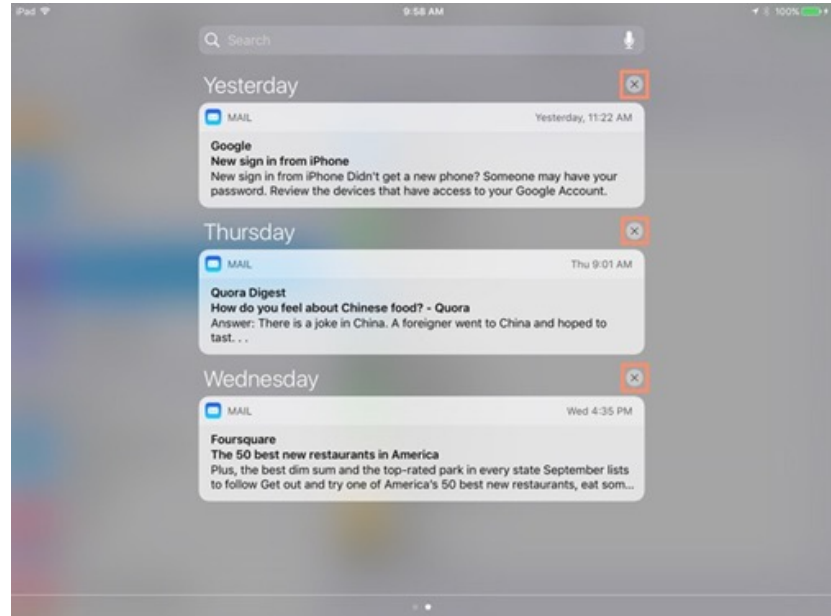 iPad
9:58 AM
100%
Search
Yesterday
MAIL
Yesterday, 11:22 AM
Google
New sign in from iPhone
New sign in from iPhone Didn't get a new phone? Someone may have your
password. Review the devices that have access to your Google Account.
Thursday
MAIL
Thu 9:01 AM
Quora Digest
How do you feel about Chinese food? - Quora
Answer: There is a joke in China. A foreigner went to China and hoped to
tast. . .
Wednesday
MAIL
Wed 4:35 PM
Foursquare
The 50 best new restaurants in America
Plus, the best dim sum and the top-rated park in every state September lists
to follow Get out and try one of America's 50 best new restaurants, eat som...